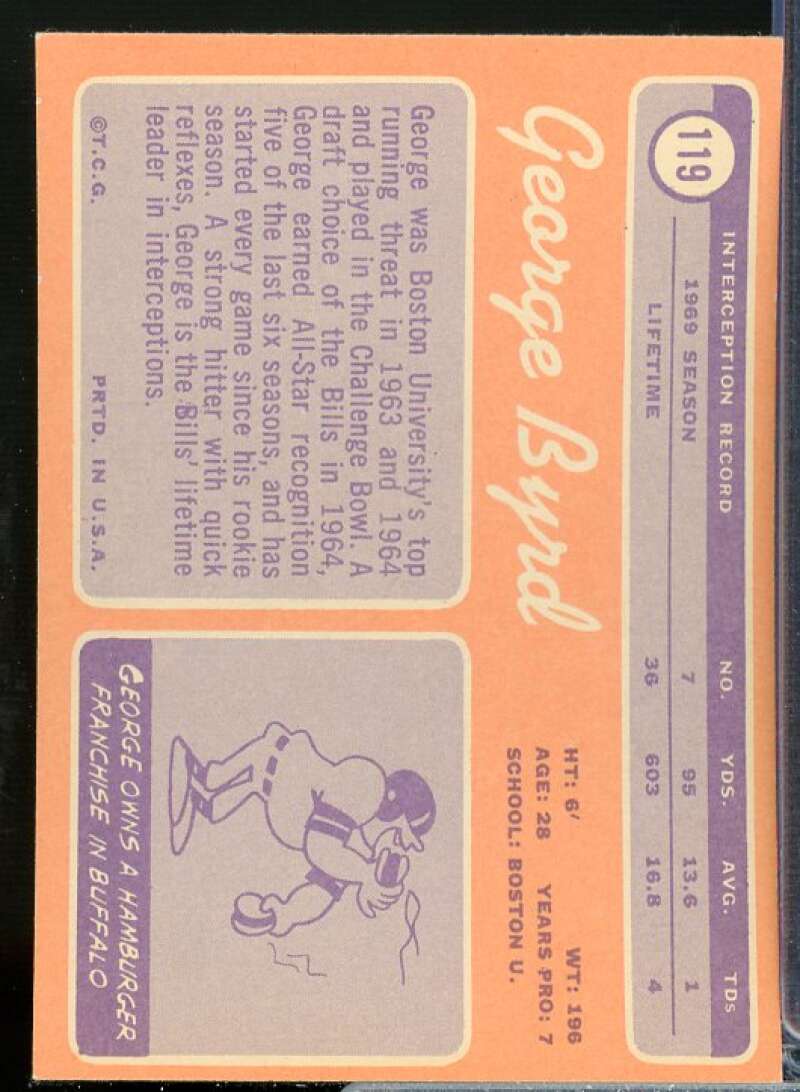 119
INTERCEPTION RECORD NO. YDS. AVG. TDs
1969 SEASON 7 95 13.6 1
LIFETIME 36 603 16.8 4
George Byrd
HT: 6' WT: 196
AGE: 28 YEARS PRO: 7
SCHOOL: BOSTON U.
George was Boston University's top
running threat in 1963 and 1964
and played in the Challenge Bowl. A
draft choice of the Bills in 1964,
George earned All-Star recognition
five of the last six seasons, and has
started every game since his rookie
season. A strong hitter with quick
reflexes, George is the Bills' lifetime
leader in interceptions.
©T.C.G. PRTD. IN U.S.A.
GEORGE OWNS A HAMBURGER
FRANCHISE IN BUFFALO